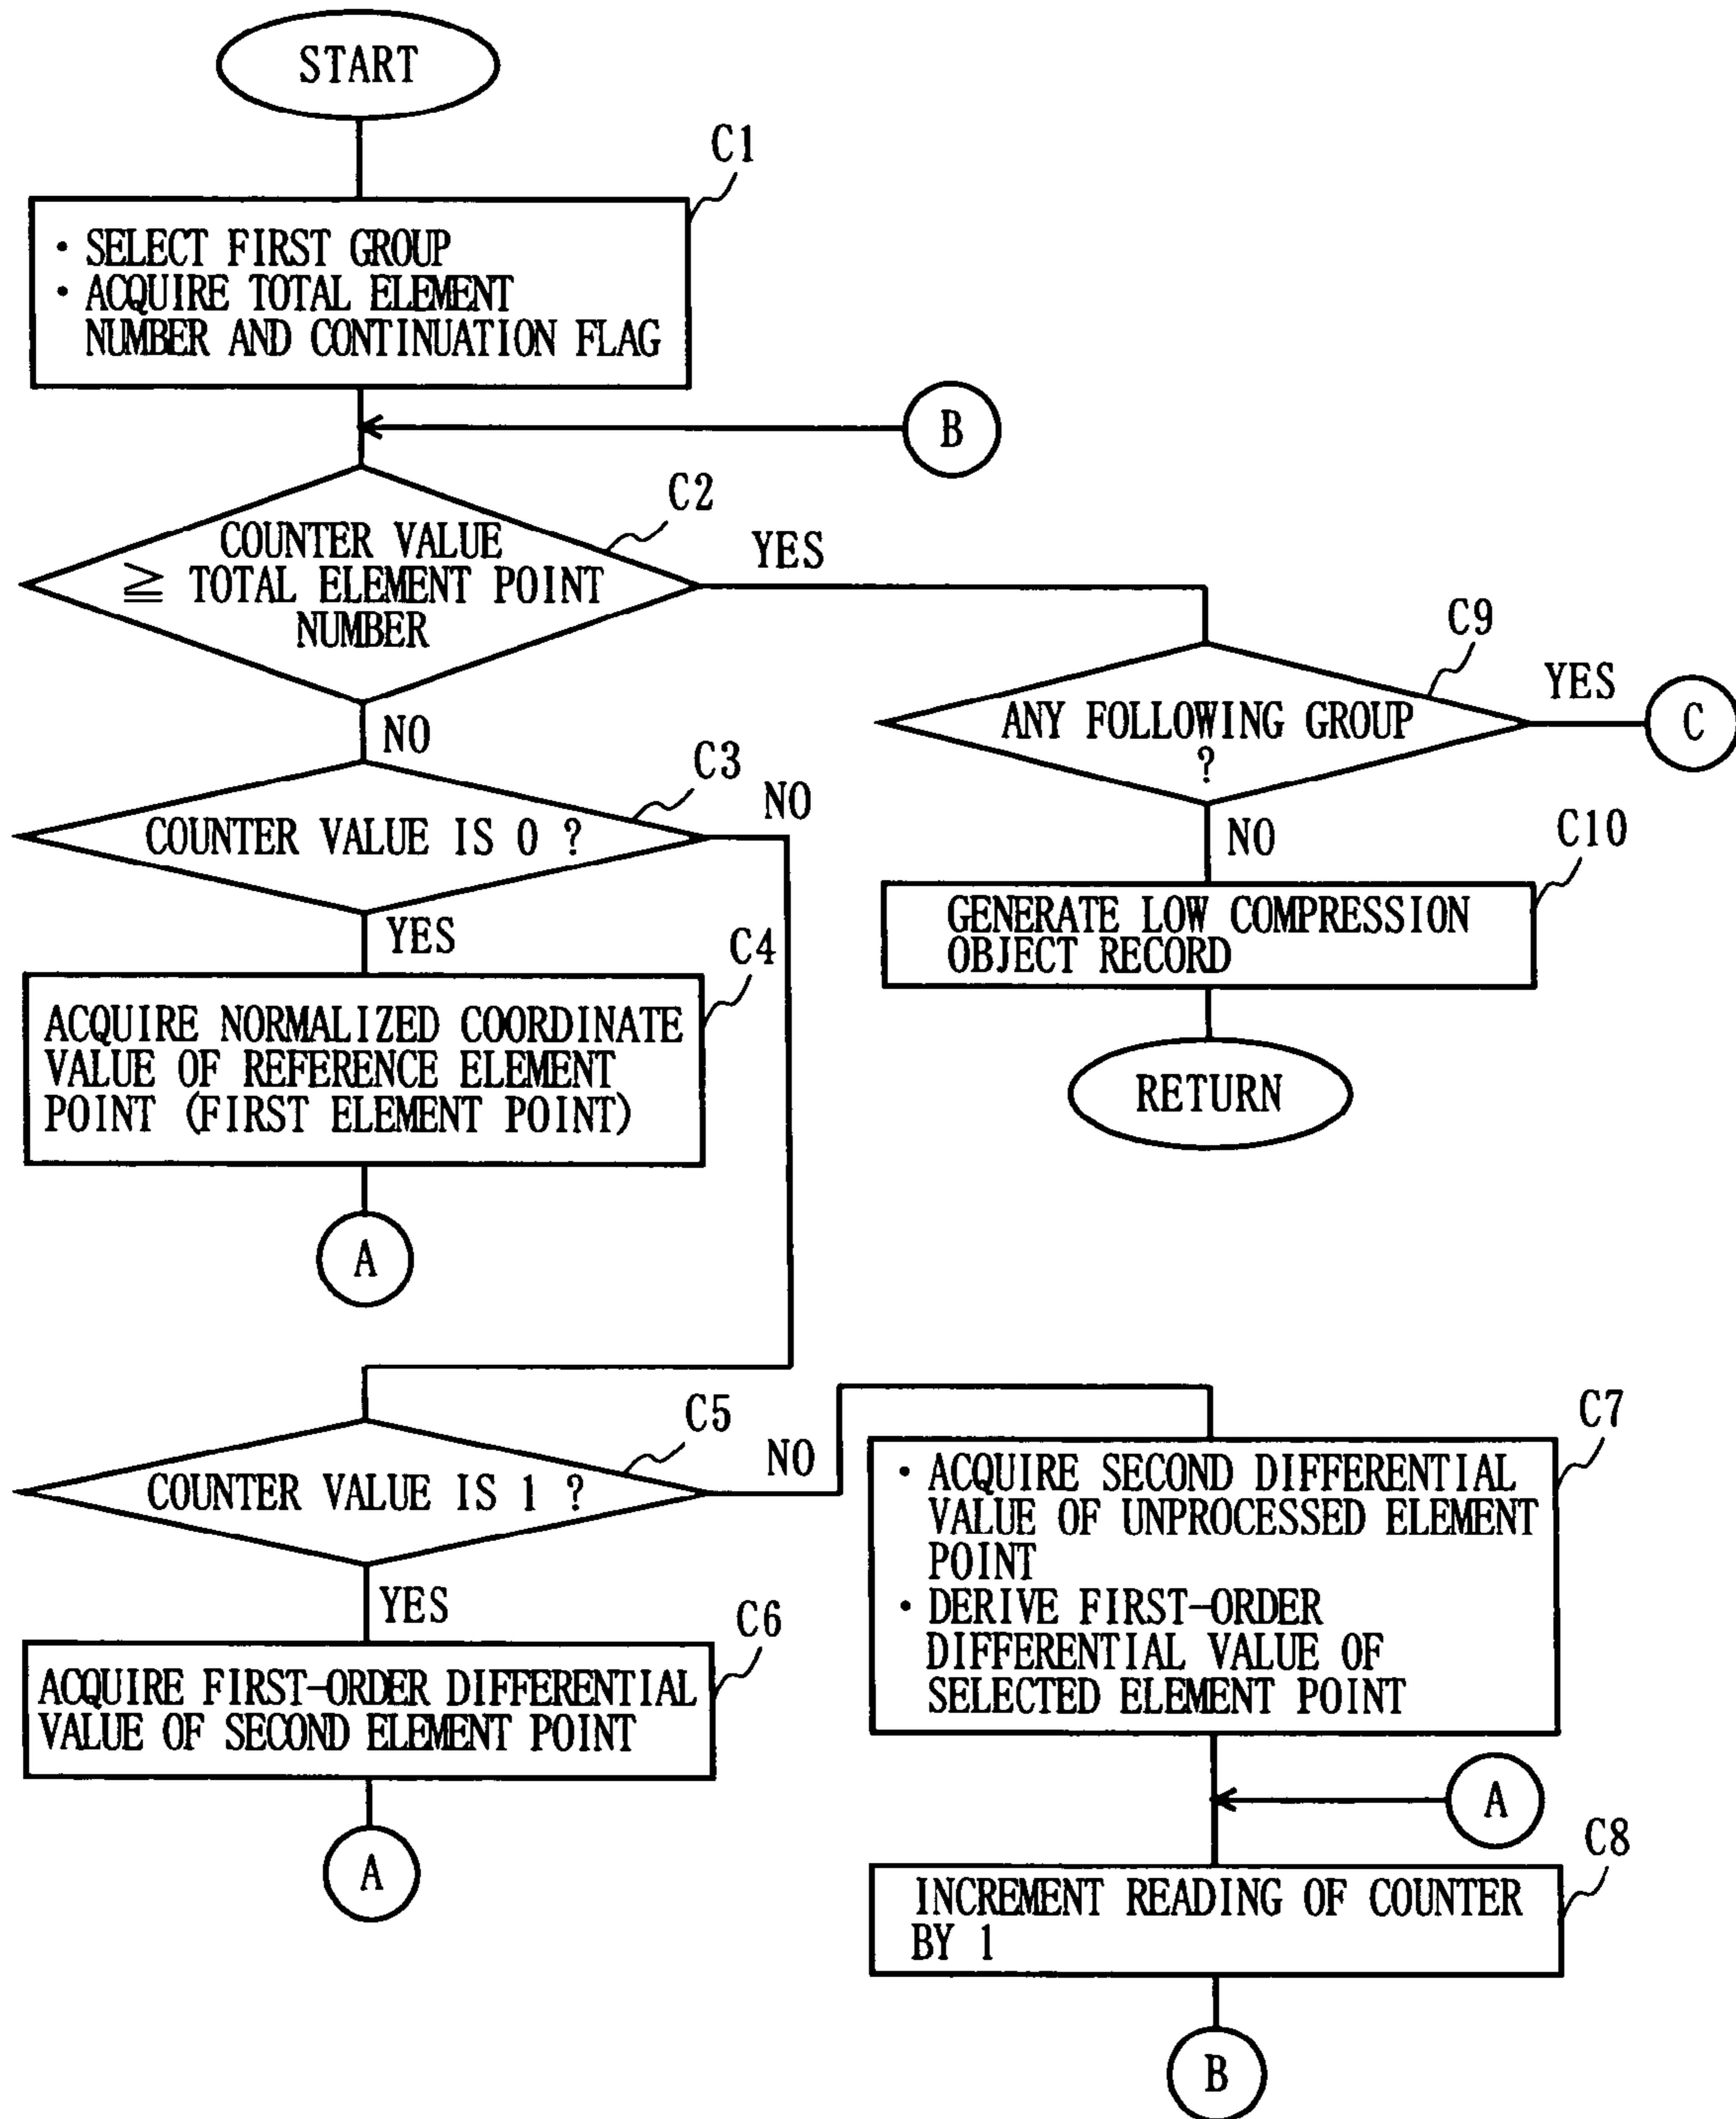 START
C1
· SELECT FIRST GROUP
· ACQUIRE TOTAL ELEMENT
NUMBER AND CONTINUATION FLAG
B
C2
COUNTER VALUE
≧ TOTAL ELEMENT POINT
NUMBER
YES
NO
C9
ANY FOLLOWING GROUP
?
YES
C
NO
C10
GENERATE LOW COMPRESSION
OBJECT RECORD
RETURN
C3
COUNTER VALUE IS 0 ?
NO
YES
C4
ACQUIRE NORMALIZED COORDINATE
VALUE OF REFERENCE ELEMENT
POINT (FIRST ELEMENT POINT)
A
C5
COUNTER VALUE IS 1 ?
NO
YES
C6
ACQUIRE FIRST-ORDER DIFFERENTIAL
VALUE OF SECOND ELEMENT POINT
A
C7
· ACQUIRE SECOND DIFFERENTIAL
VALUE OF UNPROCESSED ELEMENT
POINT
· DERIVE FIRST-ORDER
DIFFERENTIAL VALUE OF
SELECTED ELEMENT POINT
A
C8
INCREMENT READING OF COUNTER
BY 1
B